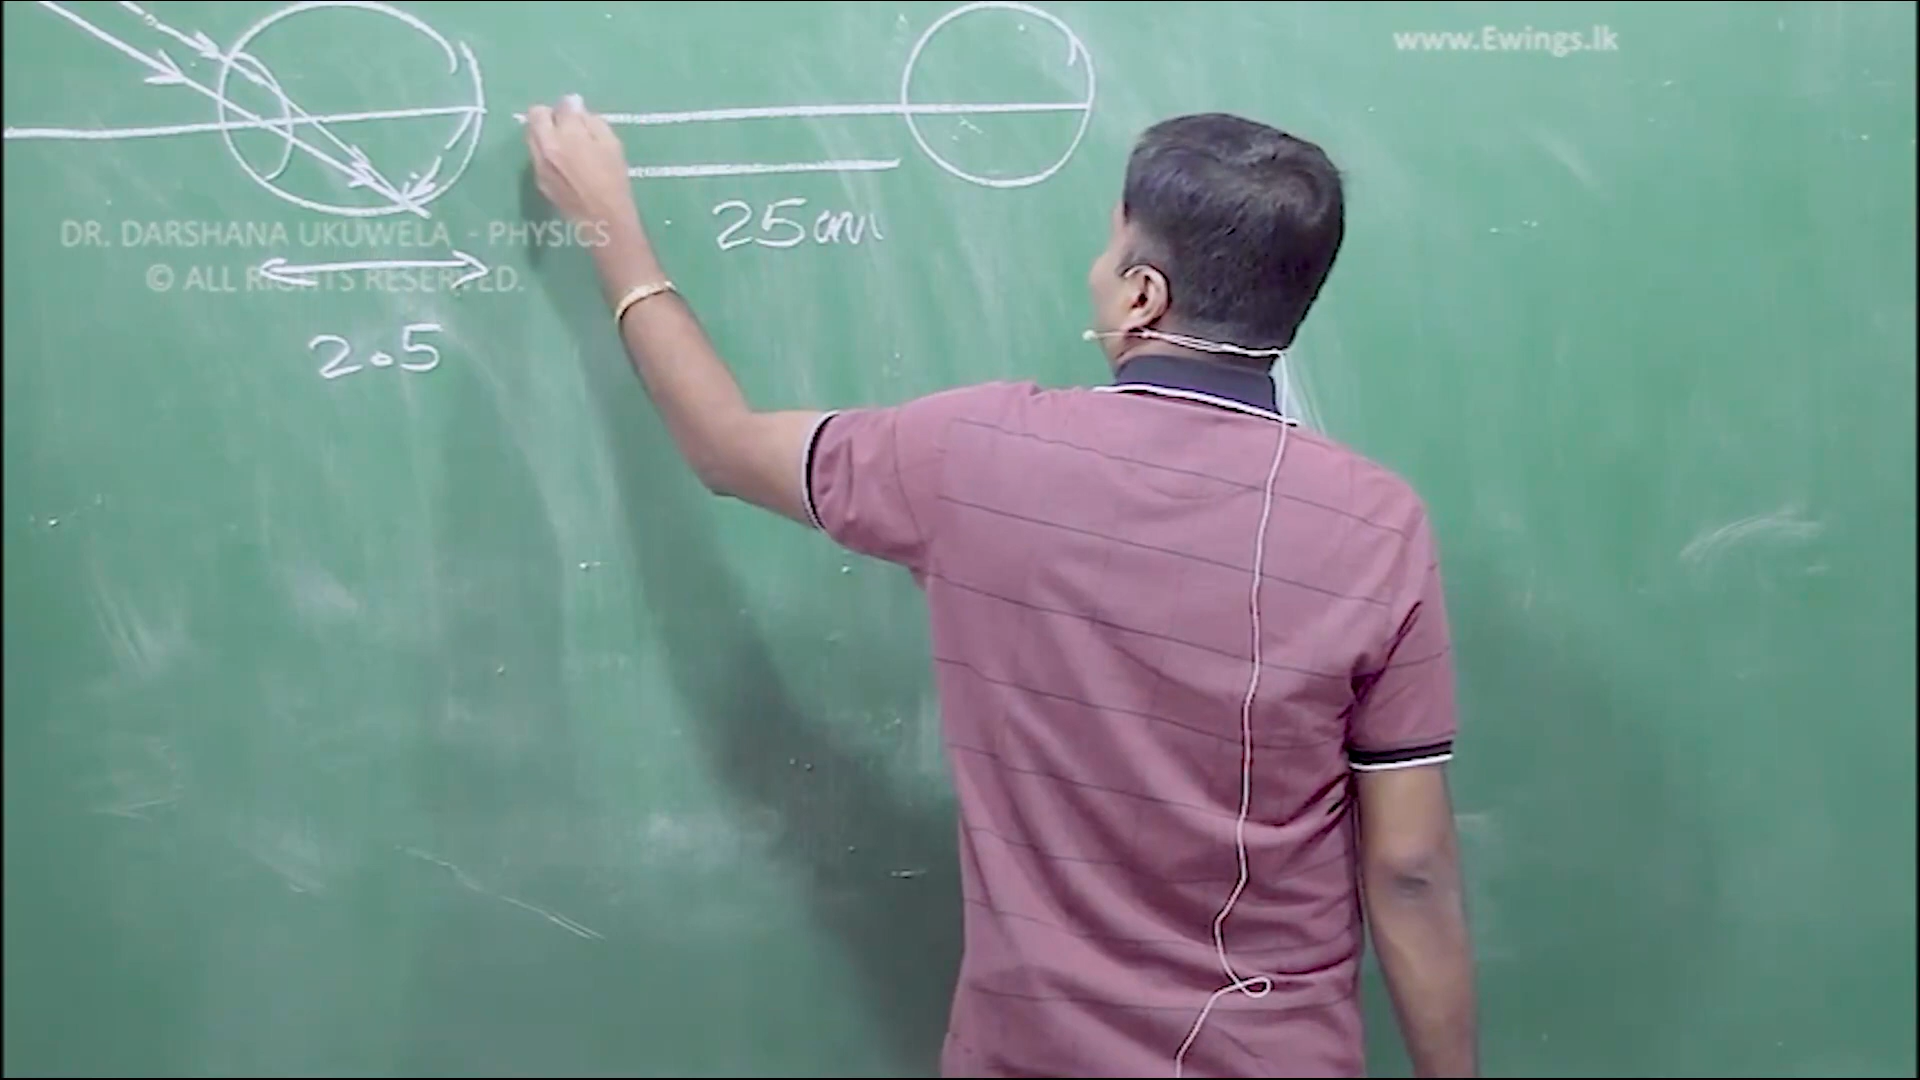 www.Ewings.lk
25cm
DR. DARSHANA UKUWELA - PHYSICS
© ALL RIGHTS RESERVED.
2.5